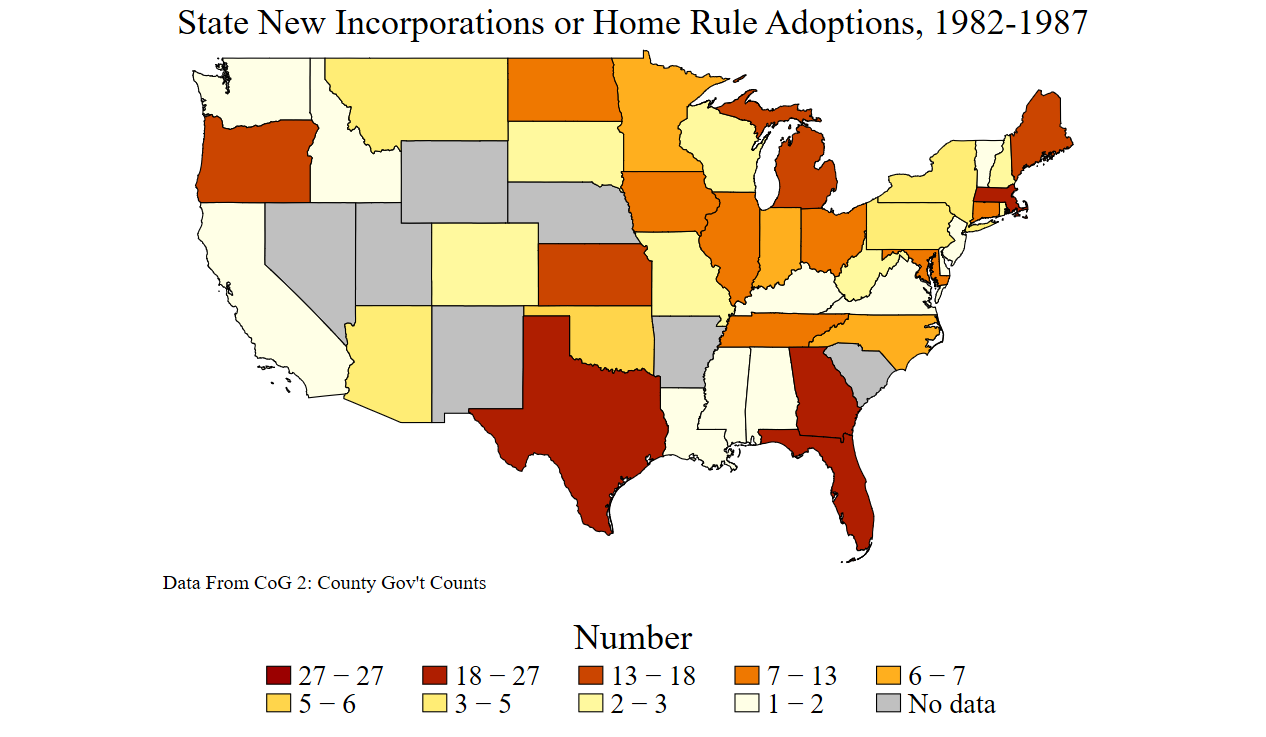 State New Incorporations or Home Rule Adoptions, 1982-1987
Data From CoG 2: County Gov't Counts
Number
27 − 27
18 − 27
13 − 18
7 − 13
6 − 7
5 − 6
3 − 5
2 − 3
1 − 2
No data